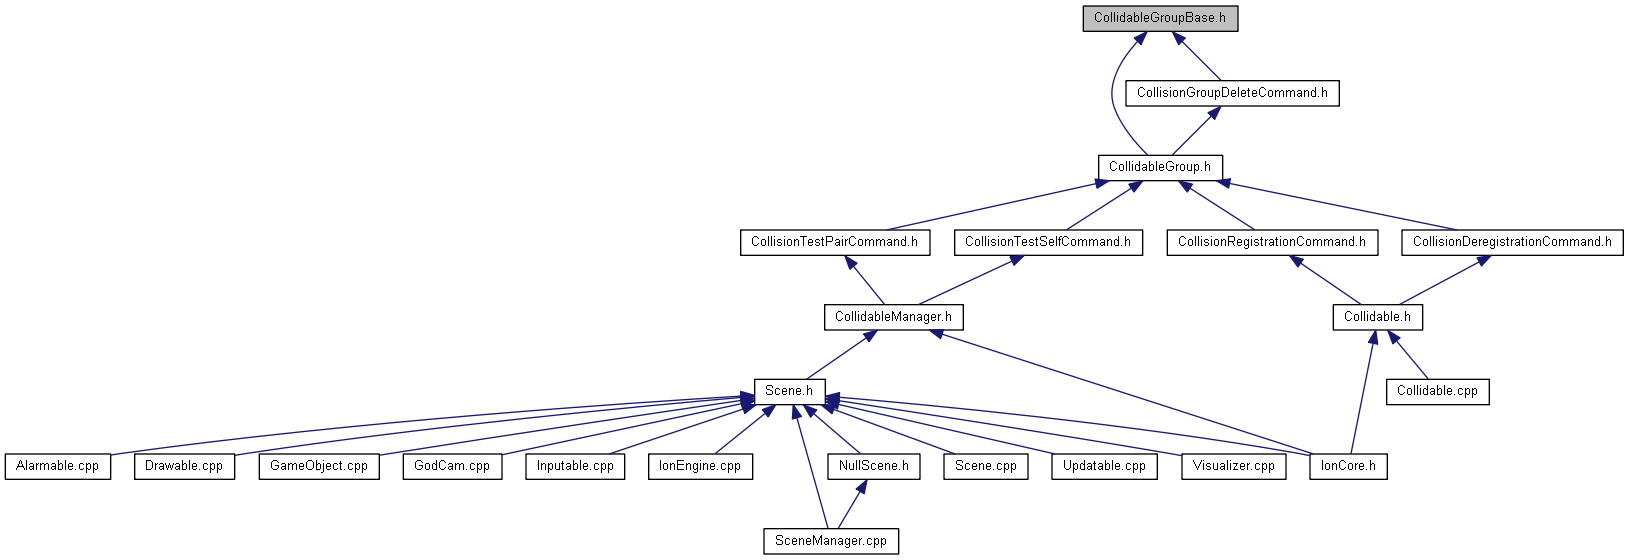 CollidableGroupBase.h
CollisionGroupDeleteCommand.h
CollidableGroup.h
CollisionTestPairCommand.h
CollisionTestSelfCommand.h
CollisionRegistrationCommand.h
CollisionDeregistrationCommand.h
CollidableManager.h
Collidable.h
Scene.h
Collidable.cpp
Alarmable.cpp
Drawable.cpp
GameObject.cpp
GodCam.cpp
Inputable.cpp
IonEngine.cpp
NullScene.h
Scene.cpp
Updatable.cpp
Visualizer.cpp
IonCore.h
SceneManager.cpp